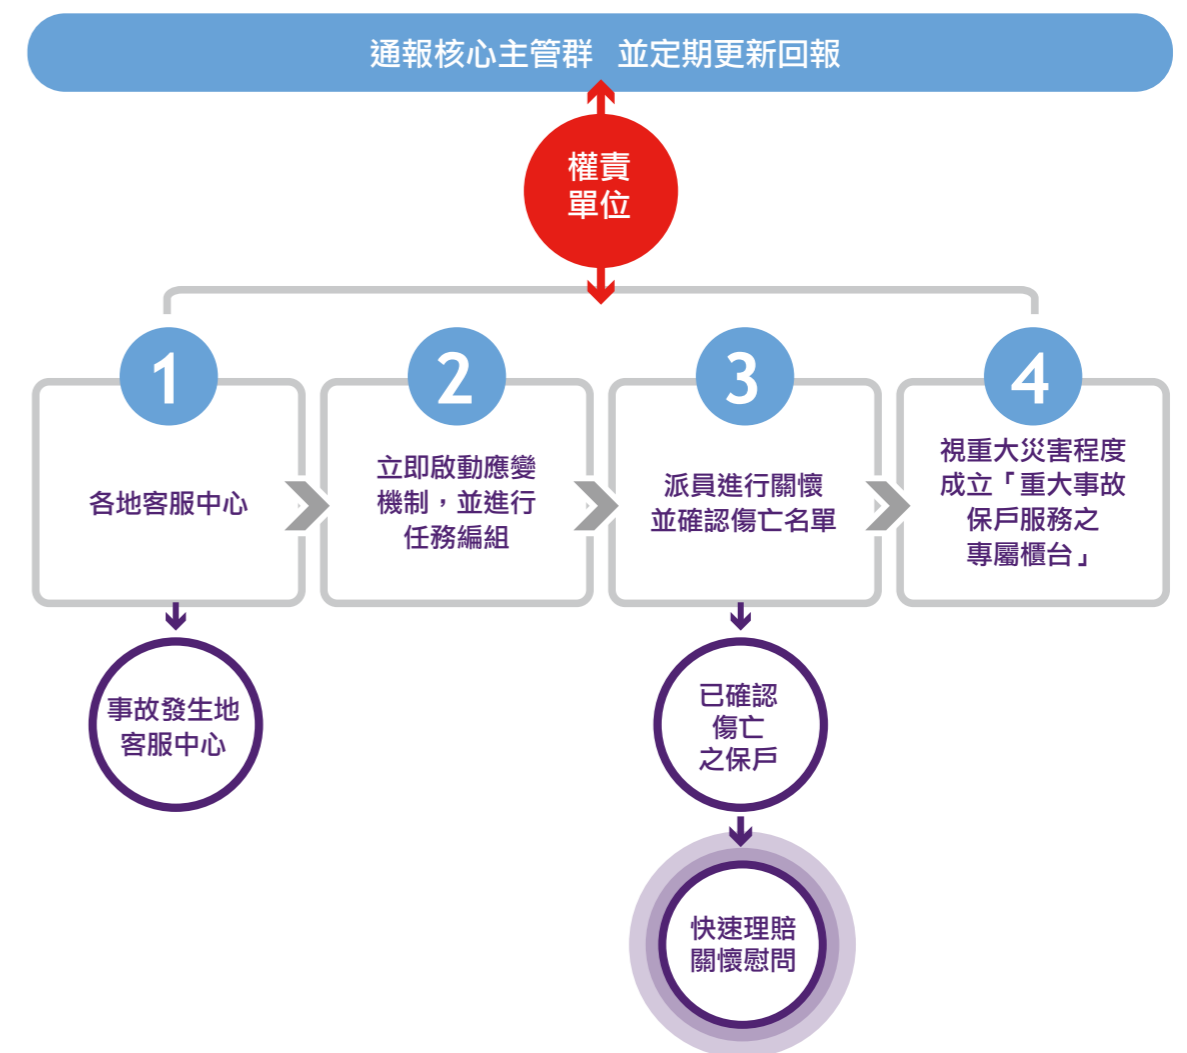 通報核心主管群 並定期更新回報
權責
單位
1
各地客服中心
2
立即啟動應變
機制，並進行
任務編組
3
派員進行關懷
並確認傷亡名單
4
視重大災害程度
成立「重大事故
保戶服務之
專屬櫃台」
事故發生地
客服中心
已確認
傷亡
之保戶
快速理賠
關懷慰問